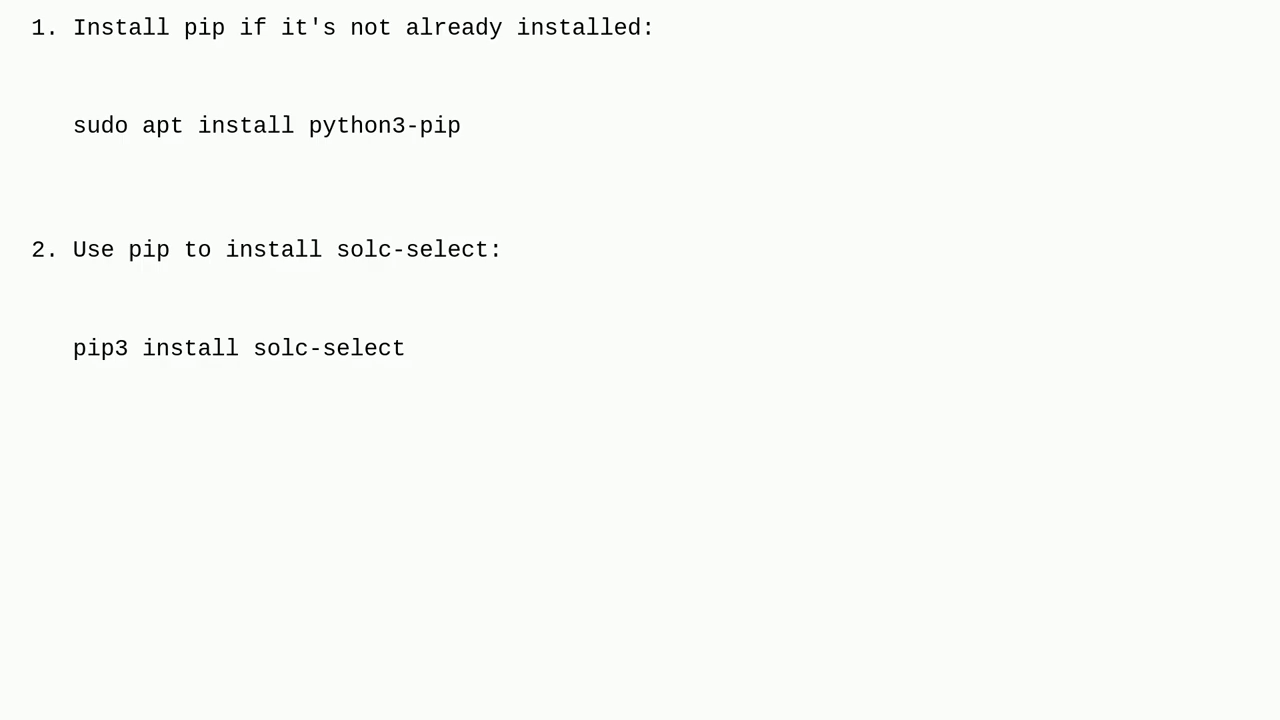 1. Install pip if it's not already installed:
sudo apt install python3-pip
2. Use pip to install solc-select:
pip3 install solc-select